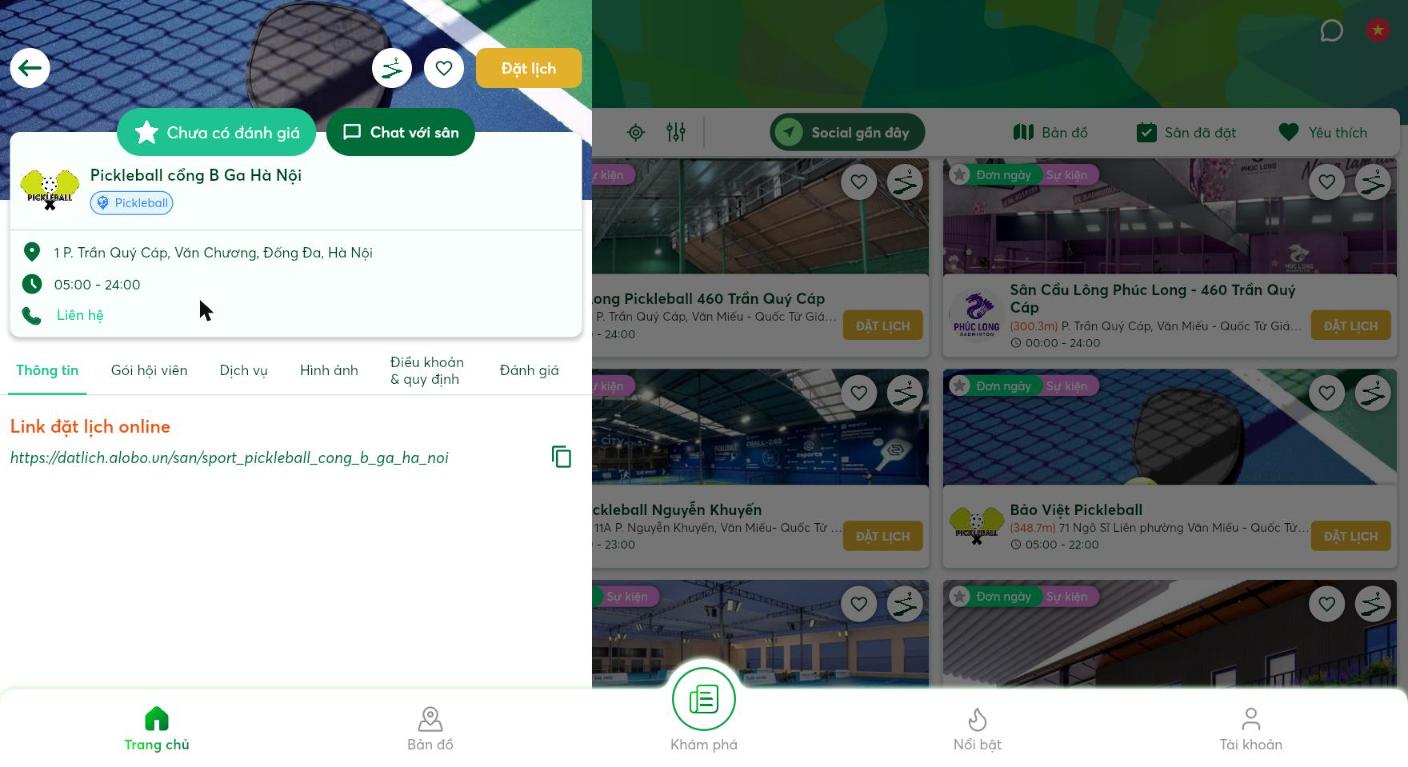 Đặt lịch
Chưa có đánh giá
Chat với sân
PICKLEBALL
Pickleball cổng B Ga Hà Nội
Pickleball
1 P. Trần Quý Cáp, Văn Chương, Đống Đa, Hà Nội
05:00 - 24:00
Liên hệ
Thông tin
Gói hội viên
Dịch vụ
Hình ảnh
Điều khoản
& quy định
Đánh giá
Link đặt lịch online
https://datlich.alobo.vn/san/sport_pickleball_cong_b_ga_ha_noi
Social gần đây
Bản đồ
Sân đã đặt
Yêu thích
Sự kiện
ong Pickleball 460 Trần Quý Cáp
P. Trần Quý Cáp, Văn Miếu - Quốc Tử Giá...
- 24:00
ĐẶT LỊCH
Đơn ngày
Sự kiện
PHÚC LONG
PHÚC LONG
PHÚC LONG
BADMINTON
Sân Cầu Lông Phúc Long - 460 Trần Quý
Cáp
(300.3m) P. Trần Quý Cáp, Văn Miếu - Quốc Tử Giá...
00:00 - 24:00
ĐẶT LỊCH
Sự kiện
ckleball Nguyễn Khuyến
11A P. Nguyễn Khuyến, Văn Miếu- Quốc Tử ...
- 23:00
ĐẶT LỊCH
Đơn ngày
Sự kiện
PICKLEBALL
Bảo Việt Pickleball
(348.7m) 71 Ngõ Sĩ Liên phường Văn Miếu - Quốc Tử...
05:00 - 22:00
ĐẶT LỊCH
Sự kiện
Đơn ngày
Sự kiện
Trang chủ
Bản đồ
Khám phá
Nổi bật
Tài khoản